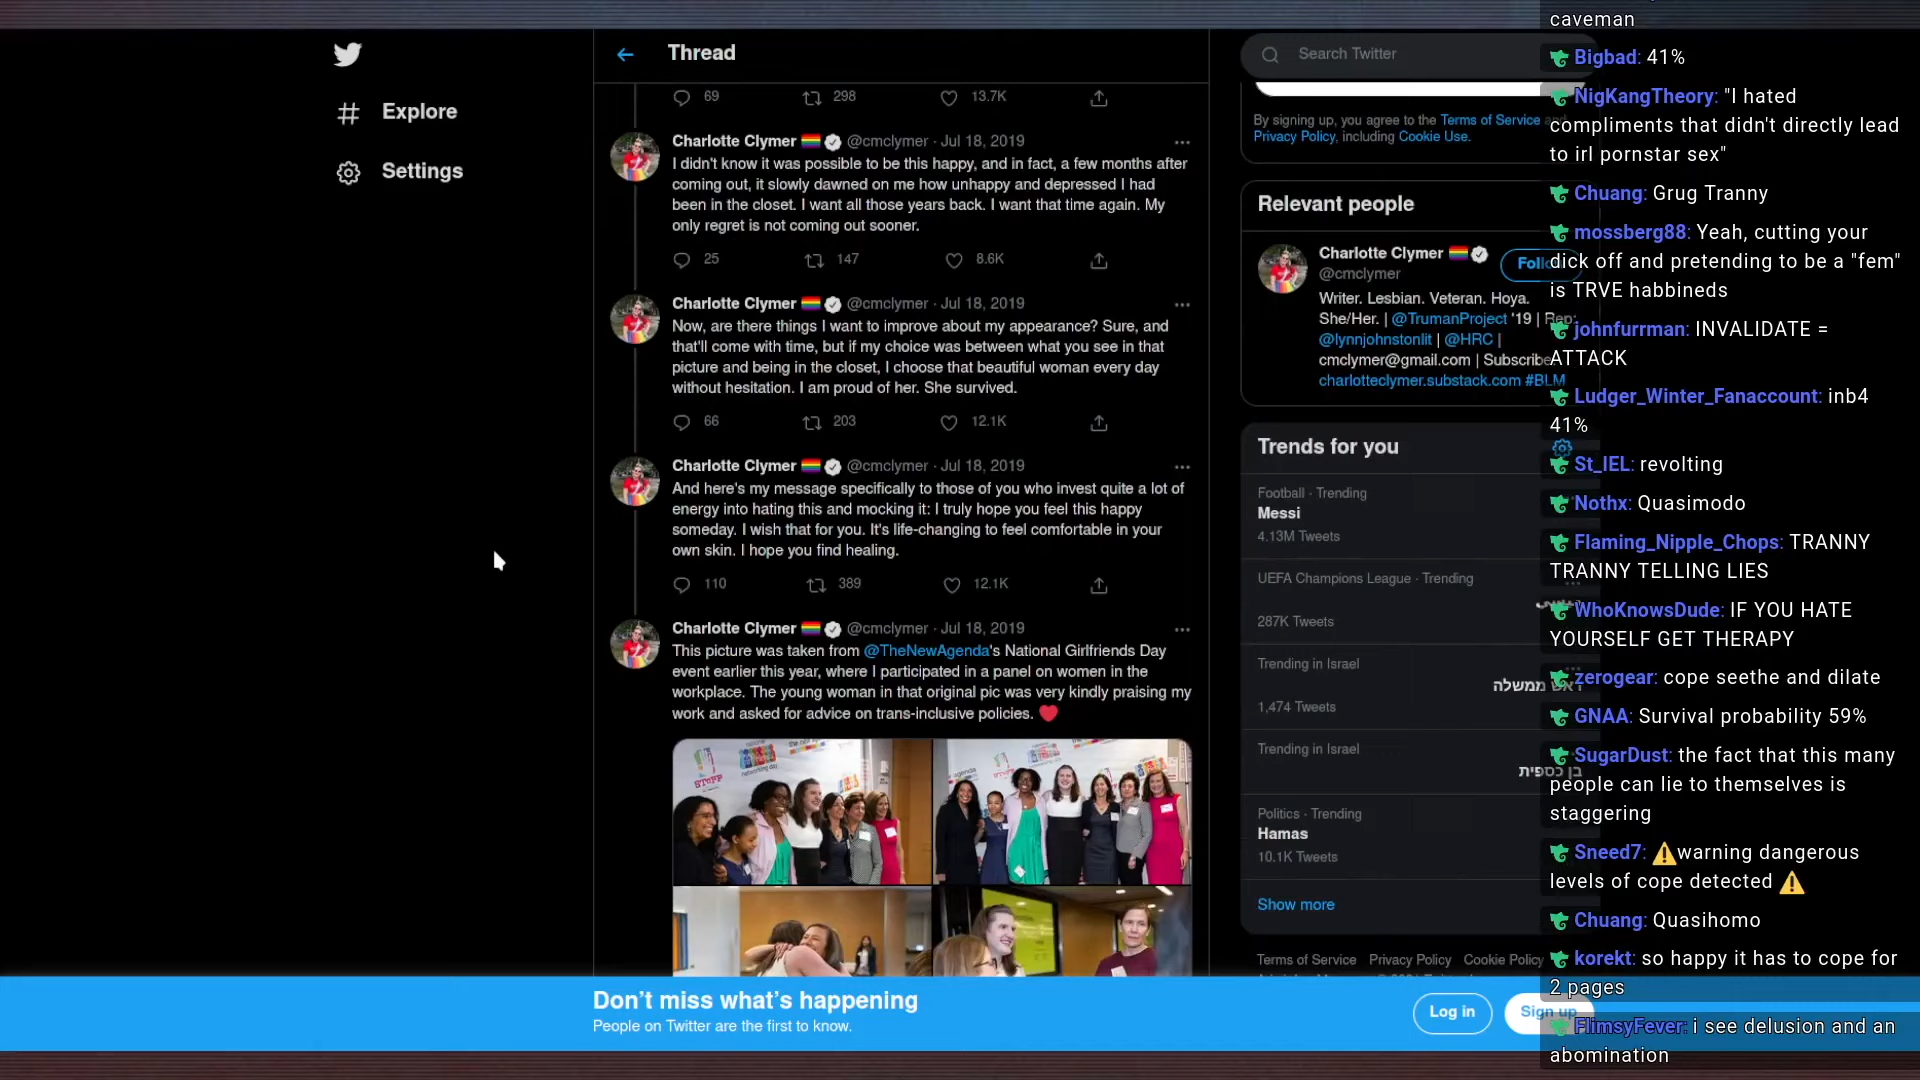 Explore
Settings
Thread
69 298 13.7K
Charlotte Clymer @cmclymer · Jul 18, 2019
I didn't know it was possible to be this happy, and in fact, a few months after
coming out, it slowly dawned on me how unhappy and depressed I had
been in the closet. I want all those years back. I want that time again. My
only regret is not coming out sooner.
25 147 8.6K
Charlotte Clymer @cmclymer · Jul 18, 2019
Now, are there things I want to improve about my appearance? Sure, and
that'll come with time, but if my choice was between what you see in that
picture and being in the closet, I choose that beautiful woman every day
without hesitation. I am proud of her. She survived.
66 203 12.1K
Charlotte Clymer @cmclymer · Jul 18, 2019
And here's my message specifically to those of you who invest quite a lot of
energy into hating this and mocking it: I truly hope you feel this happy
someday. I wish that for you. It's life-changing to feel comfortable in your
own skin. I hope you find healing.
110 389 12.1K
Charlotte Clymer @cmclymer · Jul 18, 2019
This picture was taken from @TheNewAgenda's National Girlfriends Day
event earlier this year, where I participated in a panel on women in the
workplace. The young woman in that original pic was very kindly praising my
work and asked for advice on trans-inclusive policies. ❤️
Search Twitter
By signing up, you agree to the Terms of Service and
Privacy Policy, including Cookie Use.
Relevant people
Charlotte Clymer
@cmclymer
Follow
Writer. Lesbian. Veteran. Hoya.
She/Her. | @TrumanProject '19 | Rep:
@lynnjohnstonlit | @HRC |
cmclymer@gmail.com | Subscribe
charlotteclymer.substack.com #BLM
Trends for you
Football · Trending
Messi
4.13M Tweets
UEFA Champions League · Trending
287K Tweets
Trending in Israel
ראש ממשלה
1,474 Tweets
Trending in Israel
בן כספית
Politics · Trending
Hamas
10.1K Tweets
Show more
Terms of Service Privacy Policy Cookie Policy
Don't miss what's happening
People on Twitter are the first to know.
Log in
Sign up
caveman
Bigbad: 41%
NigKangTheory: "I hated
compliments that didn't directly lead
to irl pornstar sex"
Chuang: Grug Tranny
mossberg88: Yeah, cutting your
dick off and pretending to be a "fem"
is TRVE habbineds
johnfurrman: INVALIDATE =
ATTACK
Ludger_Winter_Fanaccount: inb4
41%
St_IEL: revolting
Nothx: Quasimodo
Flaming_Nipple_Chops: TRANNY
TRANNY TELLING LIES
WhoKnowsDude: IF YOU HATE
YOURSELF GET THERAPY
zerogear: cope seethe and dilate
GNAA: Survival probability 59%
SugarDust: the fact that this many
people can lie to themselves is
staggering
Sneed7: ⚠️warning dangerous
levels of cope detected ⚠️
Chuang: Quasihomo
korekt: so happy it has to cope for
2 pages
FlimsyFever: i see delusion and an
abomination